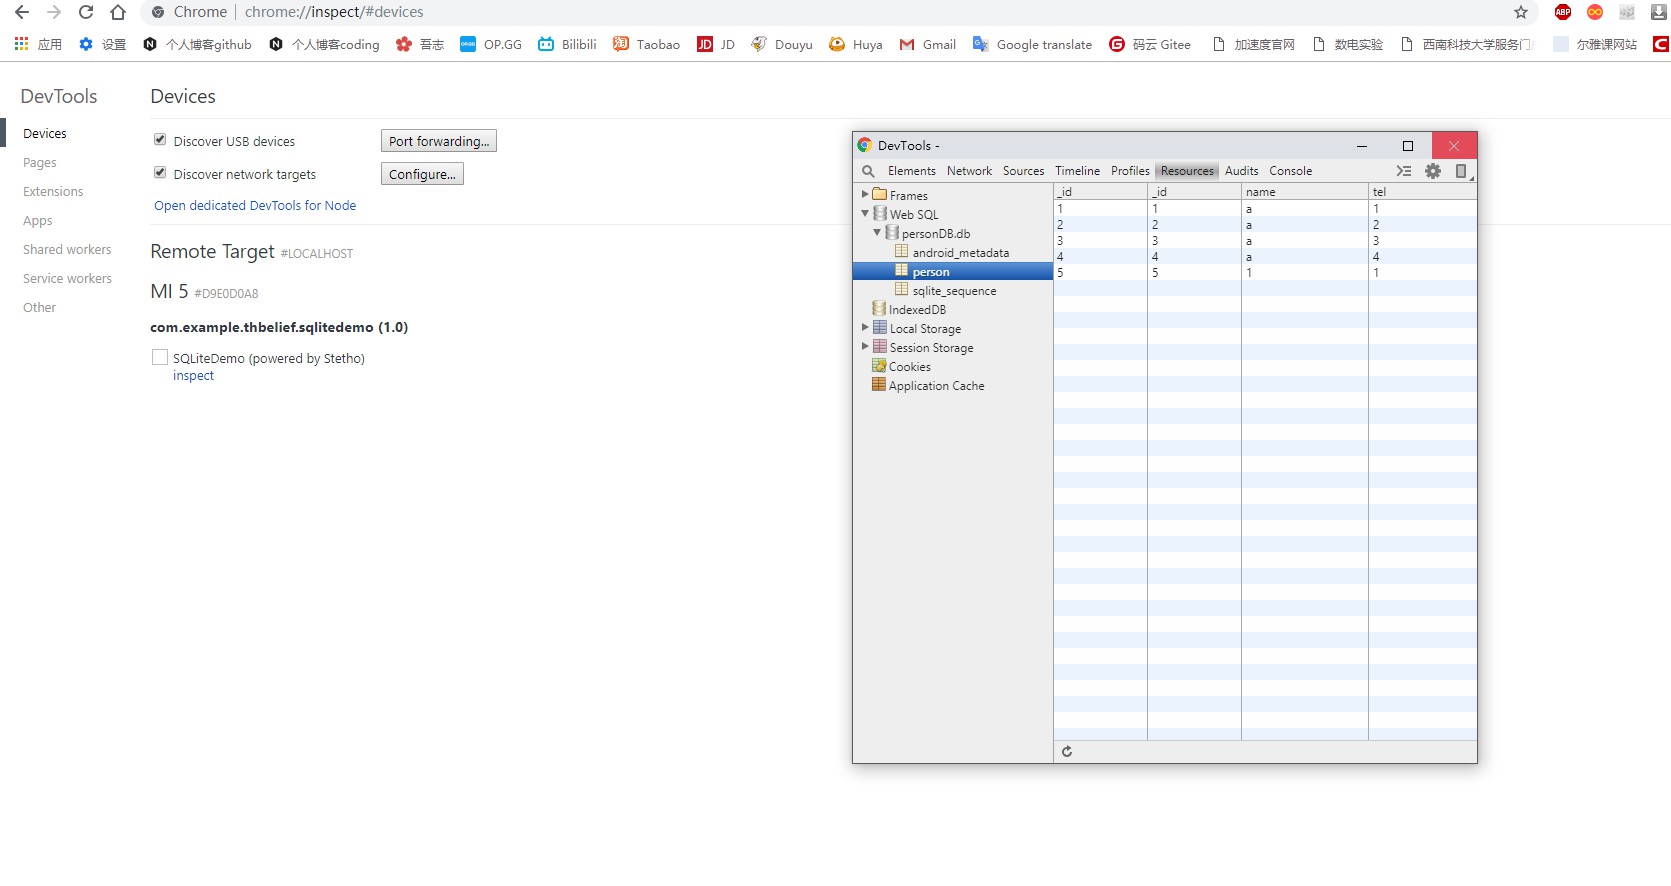 Chrome | chrome://inspect/#devices
ABP
应用 设置 个人博客github 个人博客coding 吾志 OP.GG Bilibili Taobao JD Douyu Huya Gmail Google translate 码云 Gitee 加速度官网 数电实验 西南科技大学服务门户 尔雅课网站
DevTools
Devices
Pages
Extensions
Apps
Shared workers
Service workers
Other
Devices
Discover USB devices Port forwarding...
Discover network targets Configure...
Open dedicated DevTools for Node
Remote Target #LOCALHOST
MI 5 #D9E0D0A8
com.example.thbelief.sqlitedemo (1.0)
SQLiteDemo (powered by Stetho)
inspect
DevTools -
Elements Network Sources Timeline Profiles Resources Audits Console
Frames
Web SQL
personDB.db
android_metadata
person
sqlite_sequence
IndexedDB
Local Storage
Session Storage
Cookies
Application Cache
_id _id name tel
1 1 a 1
2 2 a 2
3 3 a 3
4 4 a 4
5 5 1 1